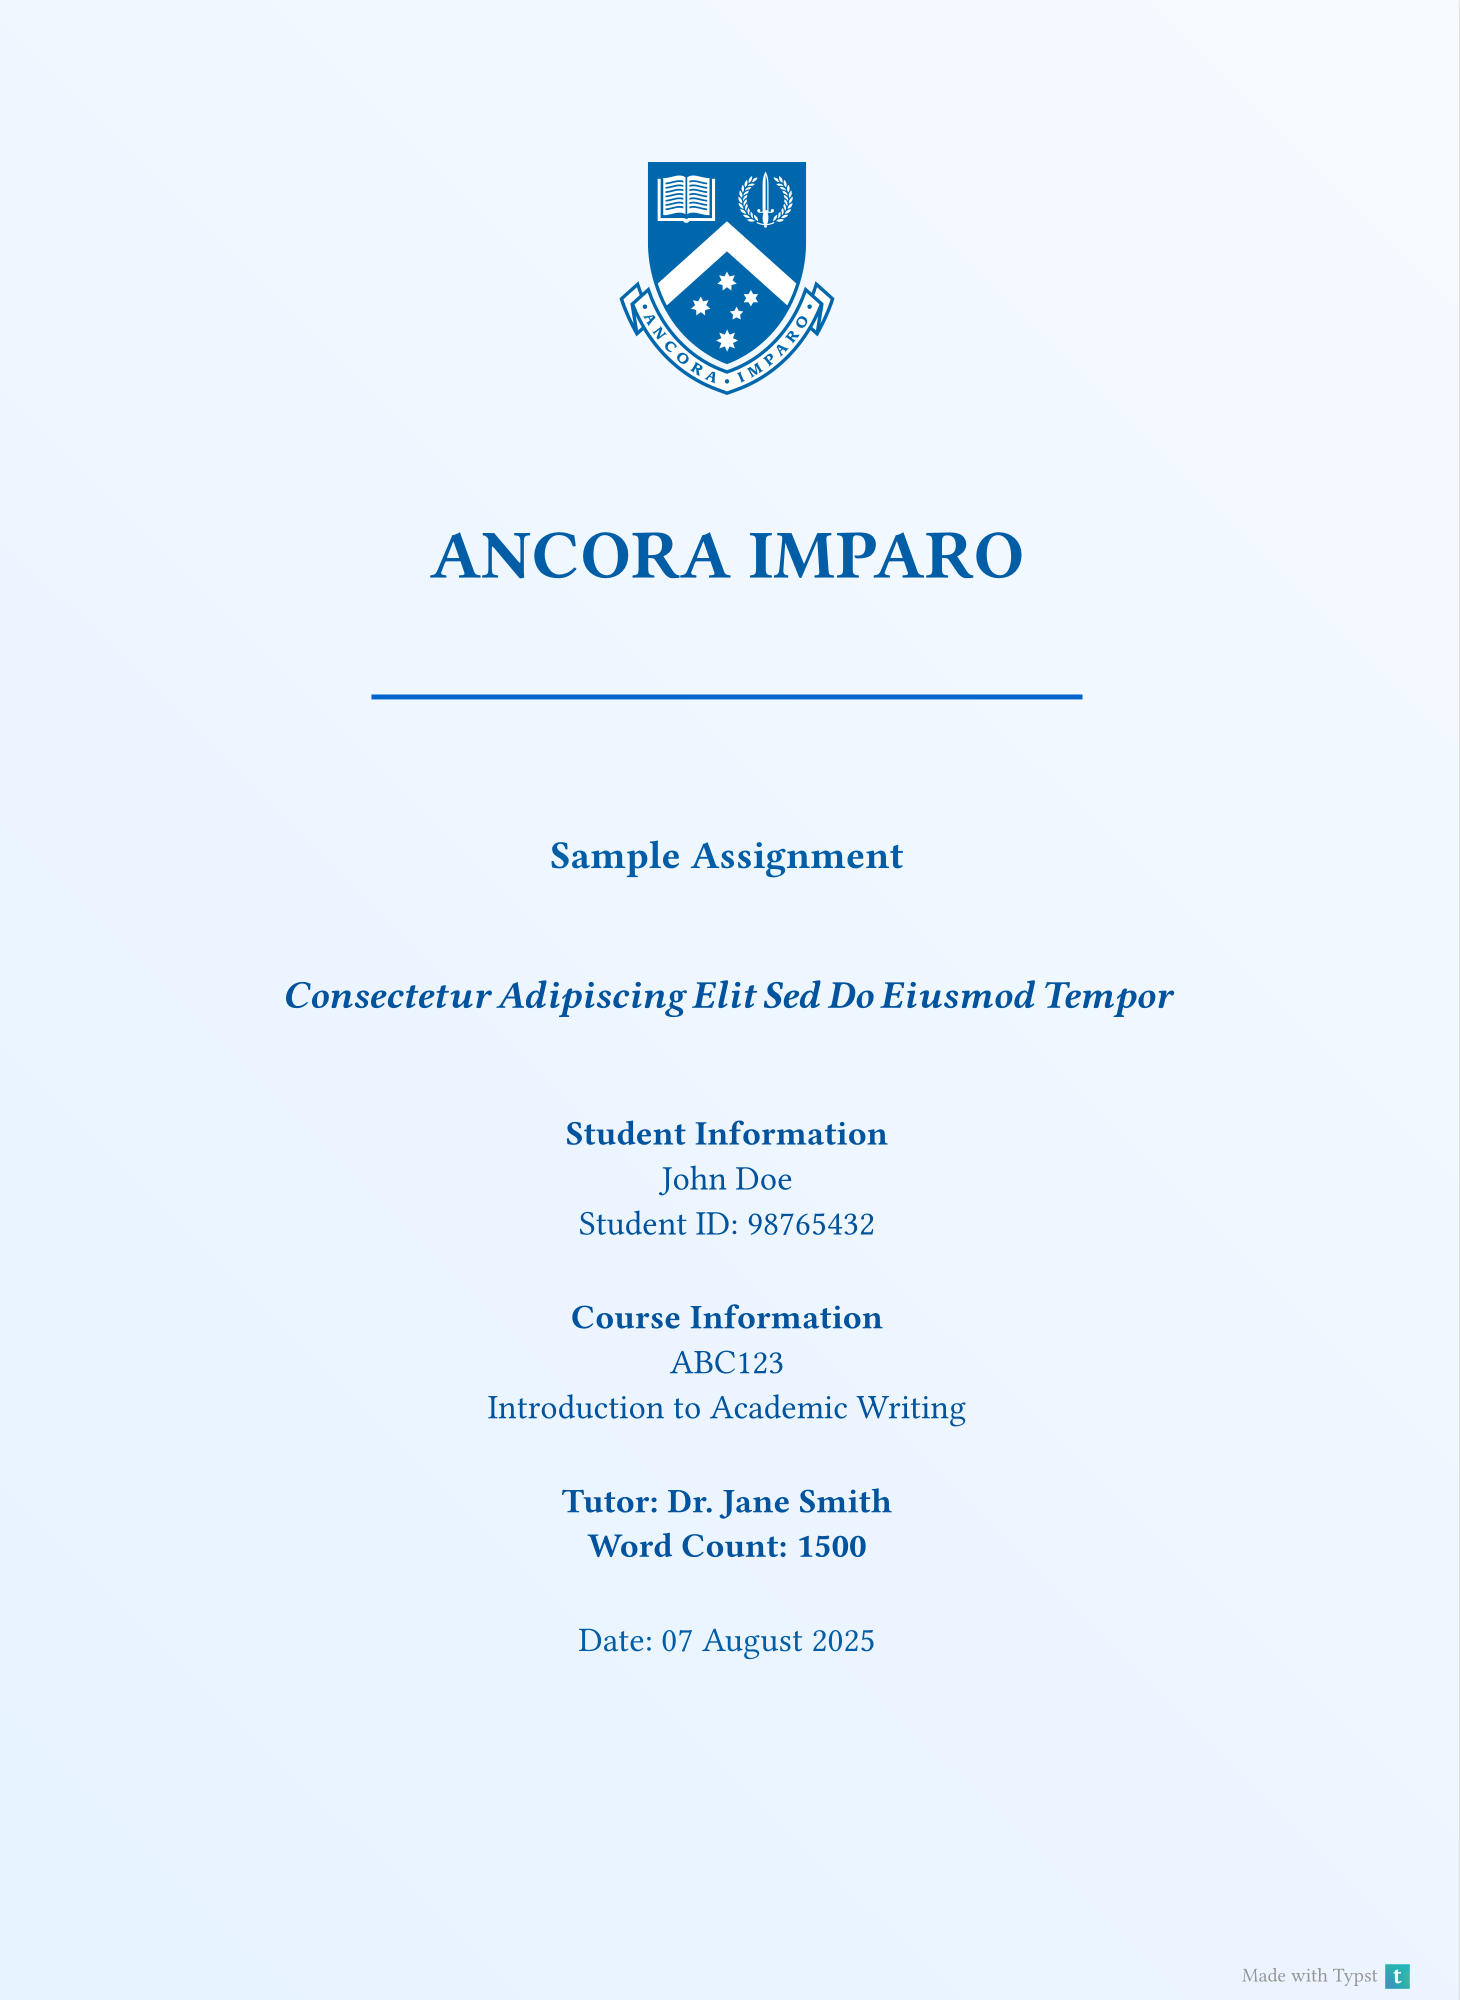 • ANCORA • IMPARO •
ANCORA IMPARO
Sample Assignment
Consectetur Adipiscing Elit Sed Do Eiusmod Tempor
Student Information
John Doe
Student ID: 98765432
Course Information
ABC123
Introduction to Academic Writing
Tutor: Dr. Jane Smith
Word Count: 1500
Date: 07 August 2025
Made with Typst t